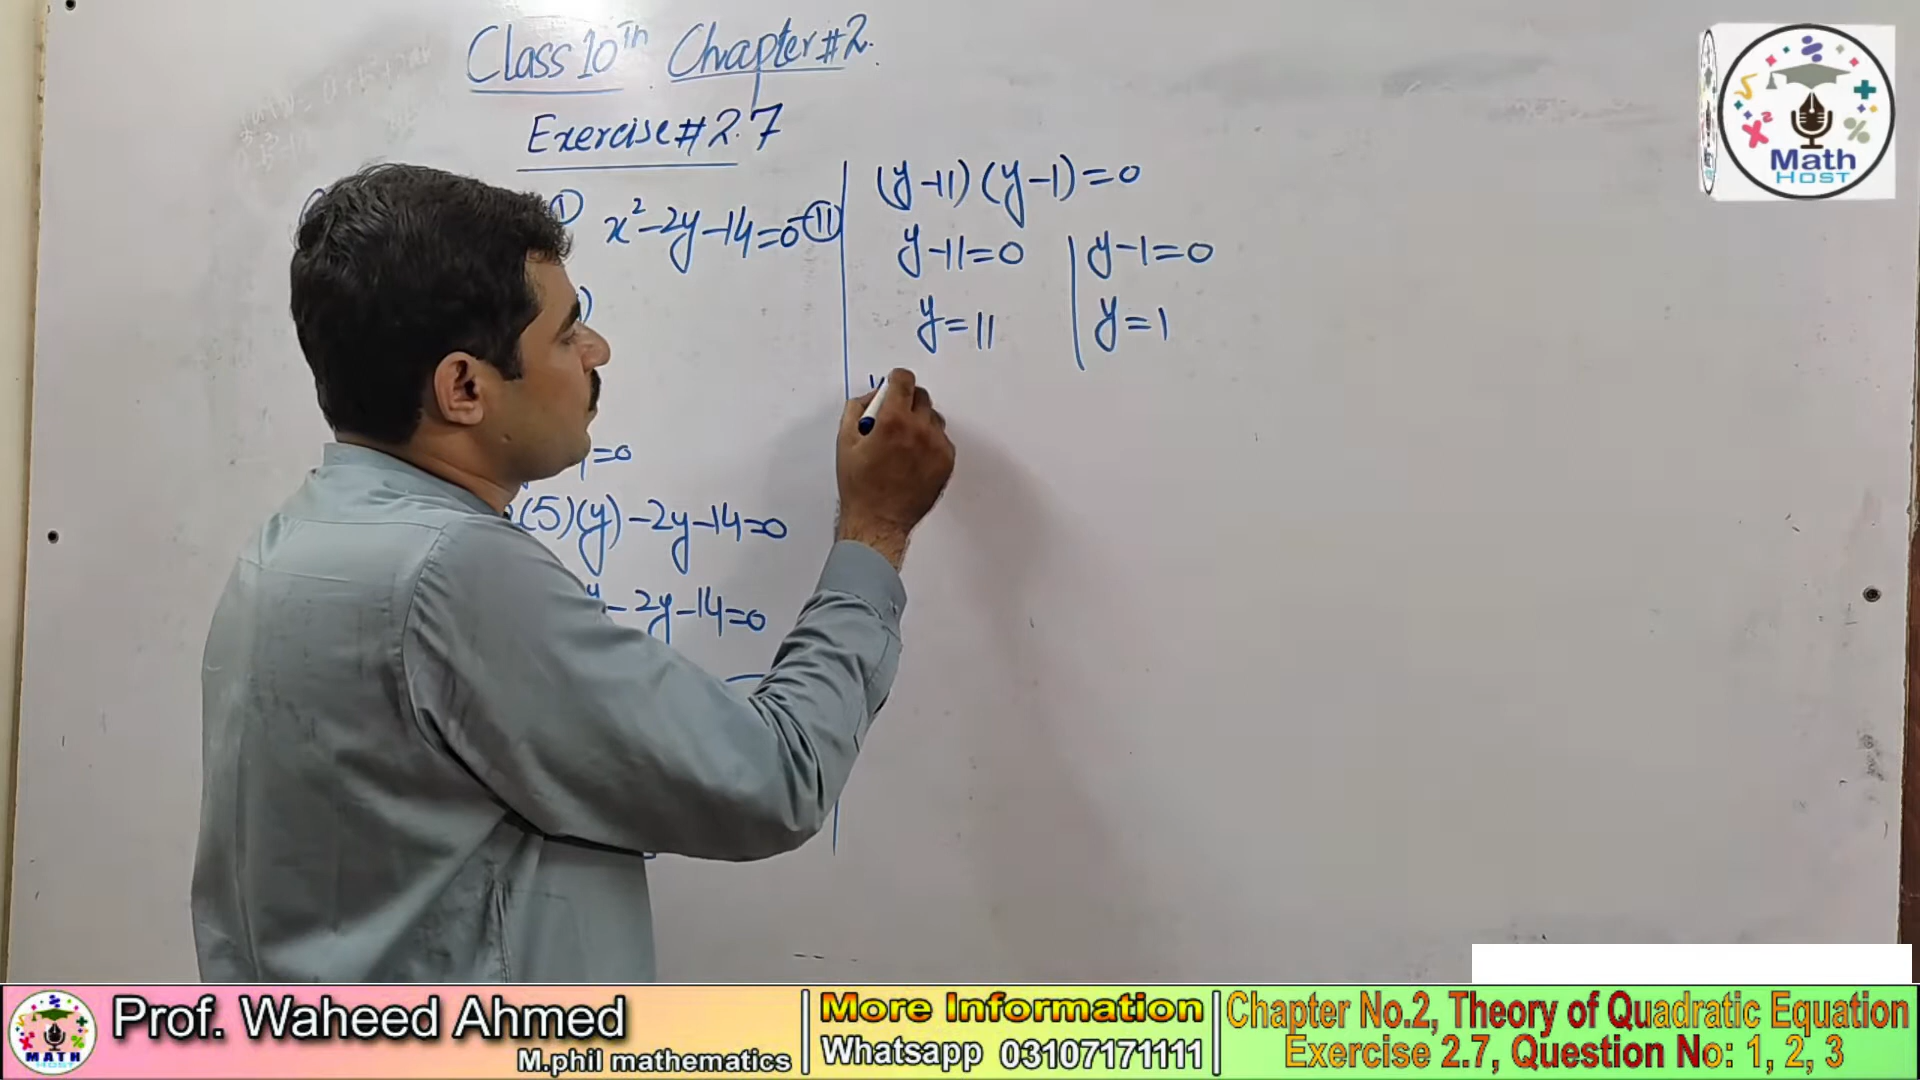 Class 10th Chapter #2.
Exercise #2.7
① x² - 2y - 14 = 0 - ⑪
= 0
(5)(y) - 2y - 14 = 0
- 2y - 14 = 0
(y - 11)(y - 1) = 0
y - 11 = 0 | y - 1 = 0
y = 11 | y = 1
Math
HOST
MATH
Prof. Waheed Ahmed
M.phil mathematics
More Information
Whatsapp 03107171111
Chapter No.2, Theory of Quadratic Equation
Exercise 2.7, Question No: 1, 2, 3